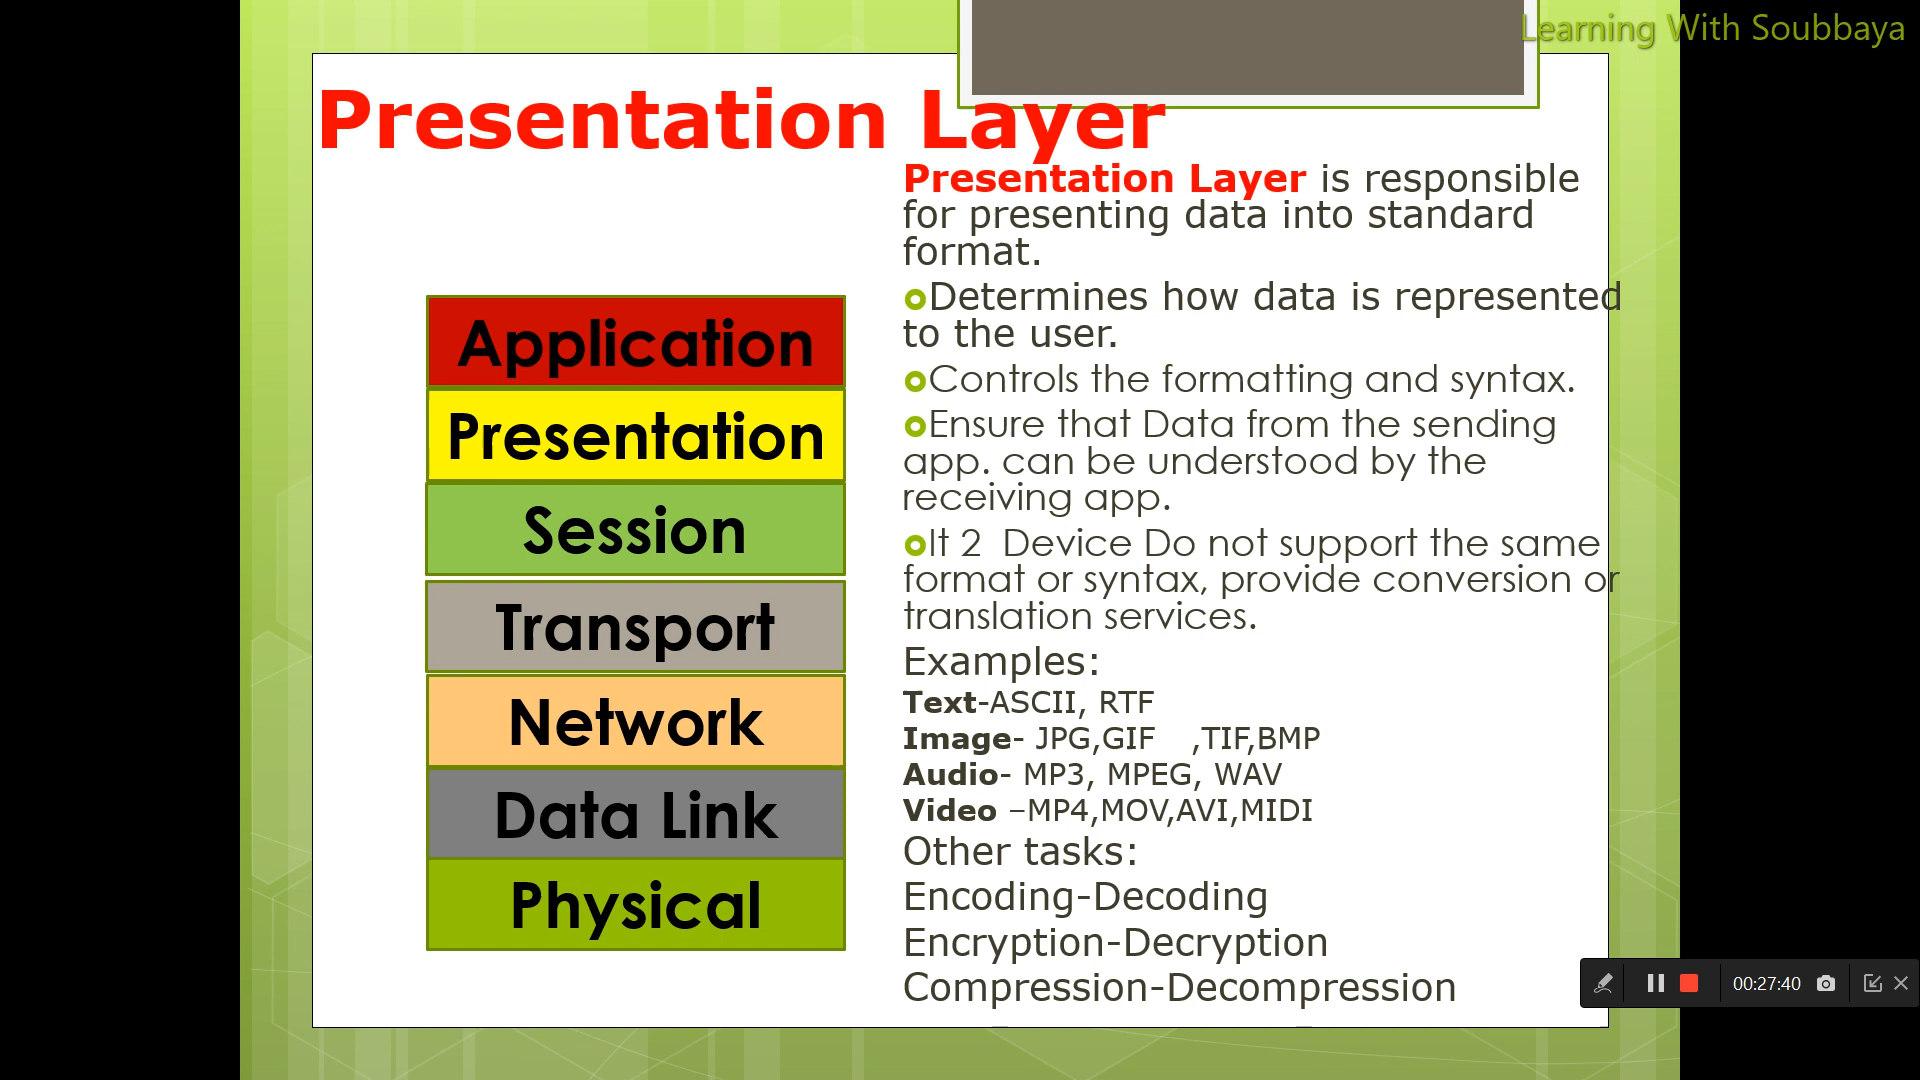 Learning With Soubbaya
Presentation Layer
Presentation Layer is responsible
for presenting data into standard
format.
Determines how data is represented
to the user.
Controls the formatting and syntax.
Ensure that Data from the sending
app. can be understood by the
receiving app.
It 2 Device Do not support the same
format or syntax, provide conversion or
translation services.
Examples:
Text-ASCII, RTF
Image- JPG,GIF ,TIF,BMP
Audio- MP3, MPEG, WAV
Video –MP4,MOV,AVI,MIDI
Other tasks:
Encoding-Decoding
Encryption-Decryption
Compression-Decompression
Application
Presentation
Session
Transport
Network
Data Link
Physical
00:27:40